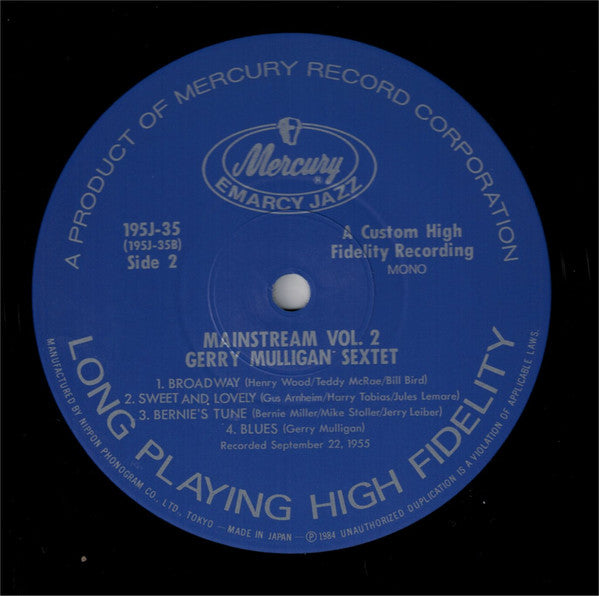 A PRODUCT OF MERCURY RECORD CORPORATION
Mercury®
EMARCY JAZZ
195J-35
(195J-35B)
Side 2
A Custom High
Fidelity Recording
MONO
MAINSTREAM VOL. 2
GERRY MULLIGAN SEXTET
1. BROADWAY (Henry Wood/Teddy McRae/Bill Bird)
2. SWEET AND LOVELY (Gus Arnheim/Harry Tobias/Jules Lemare)
3. BERNIE'S TUNE (Bernie Miller/Mike Stoller/Jerry Leiber)
4. BLUES (Gerry Mulligan)
Recorded September 22, 1955
LONG PLAYING HIGH FIDELITY
MANUFACTURED BY NIPPON PHONOGRAM CO., LTD., TOKYO — MADE IN JAPAN — ℗ 1984 UNAUTHORIZED DUPLICATION IS A VIOLATION OF APPLICABLE LAWS.